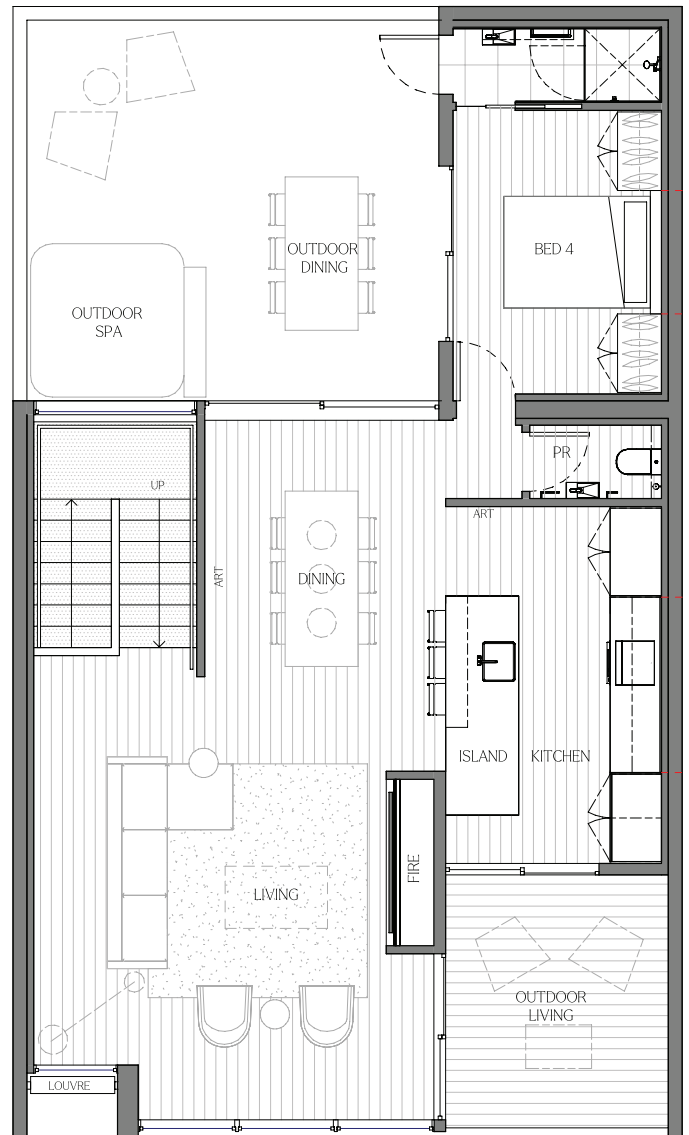 OUTDOOR
DINING
BED 4
OUTDOOR
SPA
UP
PR
ART
ART
DINING
ISLAND
KITCHEN
FIRE
LIVING
OUTDOOR
LIVING
LOUVRE